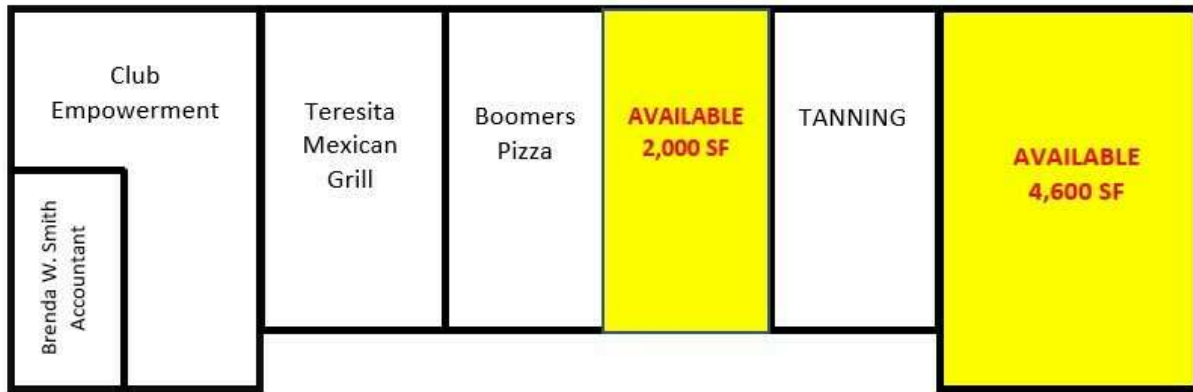 Club
Empowerment
Brenda W. Smith
Accountant
Teresita
Mexican
Grill
Boomers
Pizza
AVAILABLE
2,000 SF
TANNING
AVAILABLE
4,600 SF